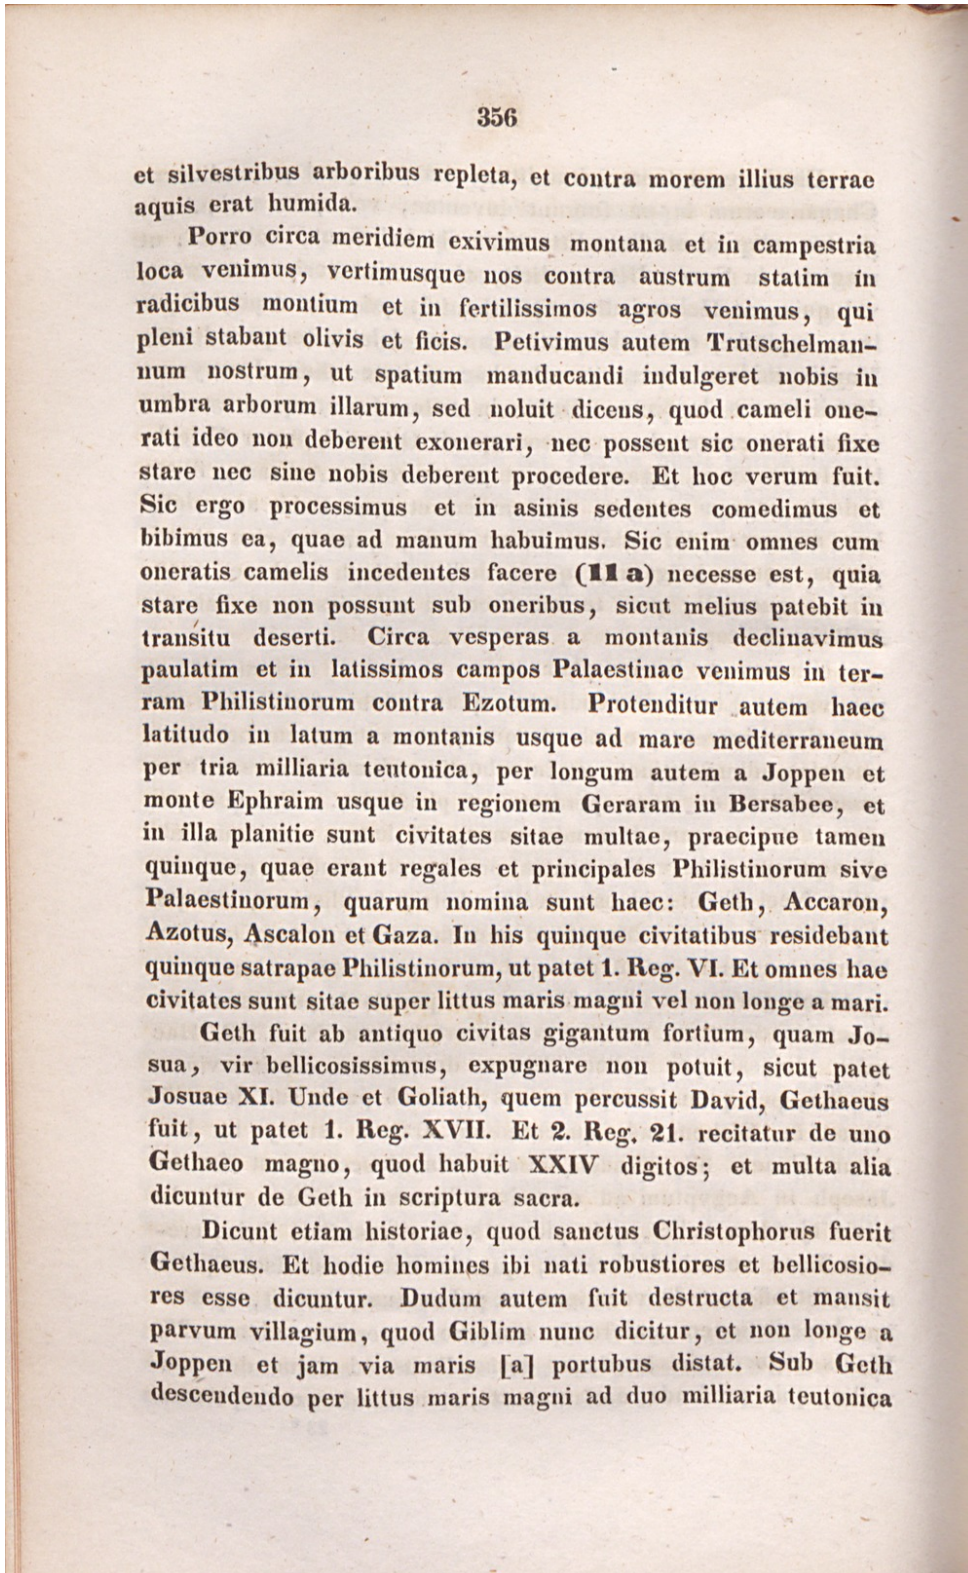 356
et silvestribus arboribus repleta, et contra morem illius terrae
aquis erat humida.
Porro circa meridiem exivimus montana et in campestria
loca venimus, vertimusque nos contra austrum statim in
radicibus montium et in fertilissimos agros venimus, qui
pleni stabant olivis et ficis. Petivimus autem Trutschelman-
num nostrum, ut spatium manducandi indulgeret nobis in
umbra arborum illarum, sed noluit dicens, quod cameli one-
rati ideo non deberent exonerari, nec possent sic onerati fixe
stare nec sine nobis deberent procedere. Et hoc verum fuit.
Sic ergo processimus et in asinis sedentes comedimus et
bibimus ea, quae ad manum habuimus. Sic enim omnes cum
oneratis camelis incedentes facere (11 a) necesse est, quia
stare fixe non possunt sub oneribus, sicut melius patebit in
transitu deserti. Circa vesperas a montanis declinavimus
paulatim et in latissimos campos Palaestinae venimus in ter-
ram Philistinorum contra Ezotum. Protenditur autem haec
latitudo in latum a montanis usque ad mare mediterraneum
per tria milliaria teutonica, per longum autem a Joppen et
monte Ephraim usque in regionem Geraram in Bersabee, et
in illa planitie sunt civitates sitae multae, praecipue tamen
quinque, quae erant regales et principales Philistinorum sive
Palaestinorum, quarum nomina sunt haec: Geth, Accaron,
Azotus, Ascalon et Gaza. In his quinque civitatibus residebant
quinque satrapae Philistinorum, ut patet 1. Reg. VI. Et omnes hae
civitates sunt sitae super littus maris magni vel non longe a mari.
Geth fuit ab antiquo civitas gigantum fortium, quam Jo-
sua, vir bellicosissimus, expugnare non potuit, sicut patet
Josuae XI. Unde et Goliath, quem percussit David, Gethaeus
fuit, ut patet 1. Reg. XVII. Et 2. Reg. 21. recitatur de uno
Gethaeo magno, quod habuit XXIV digitos; et multa alia
dicuntur de Geth in scriptura sacra.
Dicunt etiam historiae, quod sanctus Christophorus fuerit
Gethaeus. Et hodie homines ibi nati robustiores et bellicosio-
res esse dicuntur. Dudum autem fuit destructa et mansit
parvum villagium, quod Giblim nunc dicitur, et non longe a
Joppen et jam via maris [a] portubus distat. Sub Geth
descendendo per littus maris magni ad duo milliaria teutonica